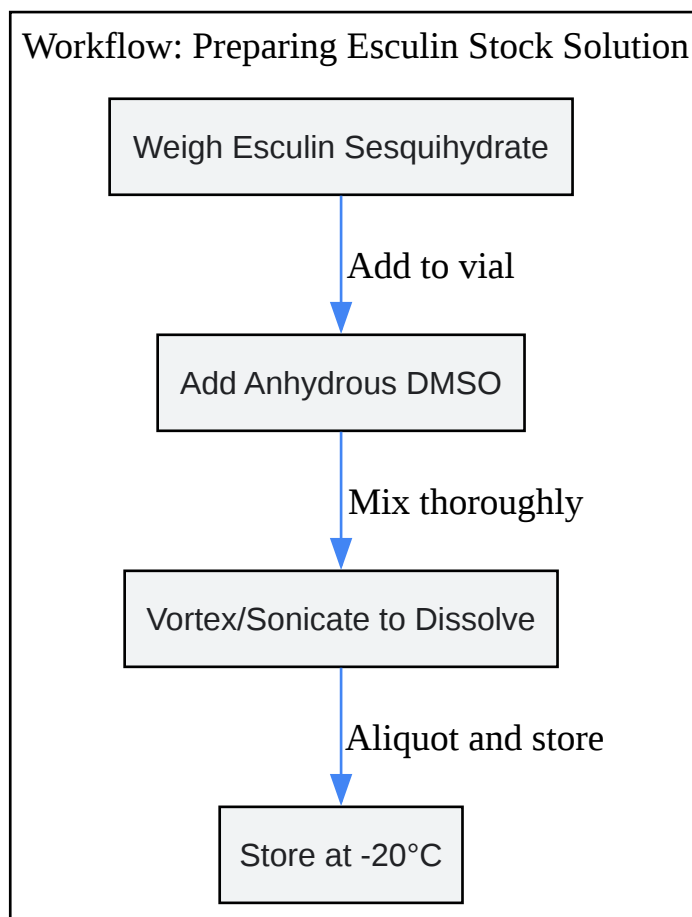 Workflow: Preparing Esculin Stock Solution
Weigh Esculin Sesquihydrate
Add to vial
Add Anhydrous DMSO
Mix thoroughly
Vortex/Sonicate to Dissolve
Aliquot and store
Store at -20°C